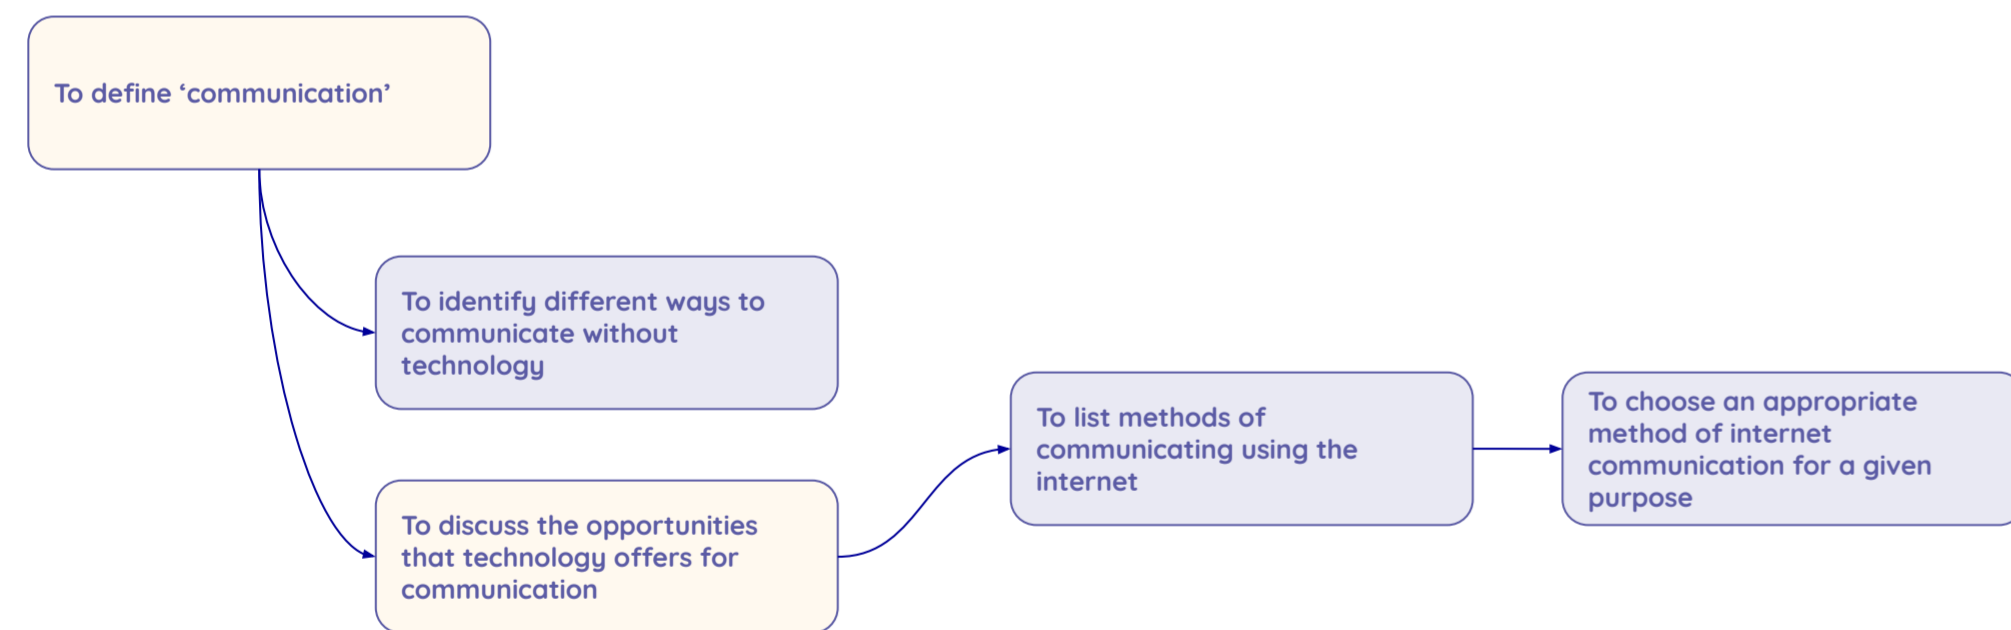 To define ‘communication’
To identify different ways to
communicate without
technology
To discuss the opportunities
that technology offers for
communication
To list methods of
communicating using the
internet
To choose an appropriate
method of internet
communication for a given
purpose